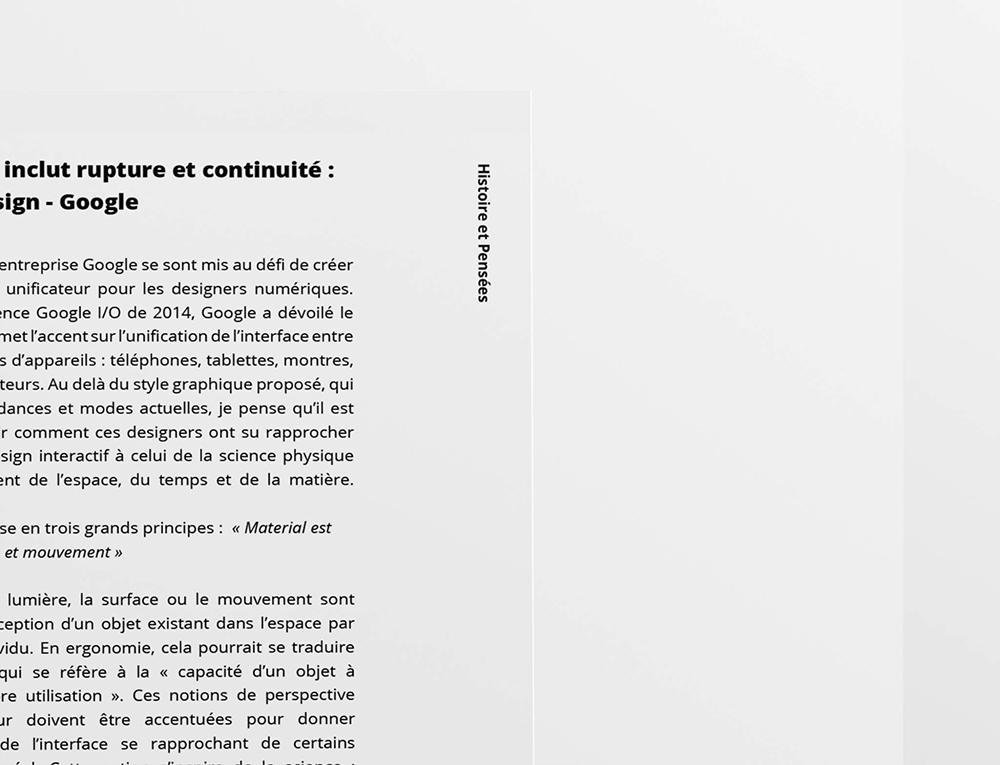 inclut rupture et continuité :
sign - Google
Histoire et Pensées
entreprise Google se sont mis au défi de créer
unificateur pour les designers numériques.
ence Google I/O de 2014, Google a dévoilé le
met l’accent sur l’unification de l’interface entre
s d’appareils : téléphones, tablettes, montres,
teurs. Au delà du style graphique proposé, qui
dances et modes actuelles, je pense qu’il est
r comment ces designers ont su rapprocher
sign interactif à celui de la science physique
ent de l’espace, du temps et de la matière.
se en trois grands principes : « Material est
et mouvement »
lumière, la surface ou le mouvement sont
ception d’un objet existant dans l’espace par
vidu. En ergonomie, cela pourrait se traduire
qui se réfère à la « capacité d’un objet à
re utilisation ». Ces notions de perspective
ur doivent être accentuées pour donner
de l’interface se rapprochant de certains